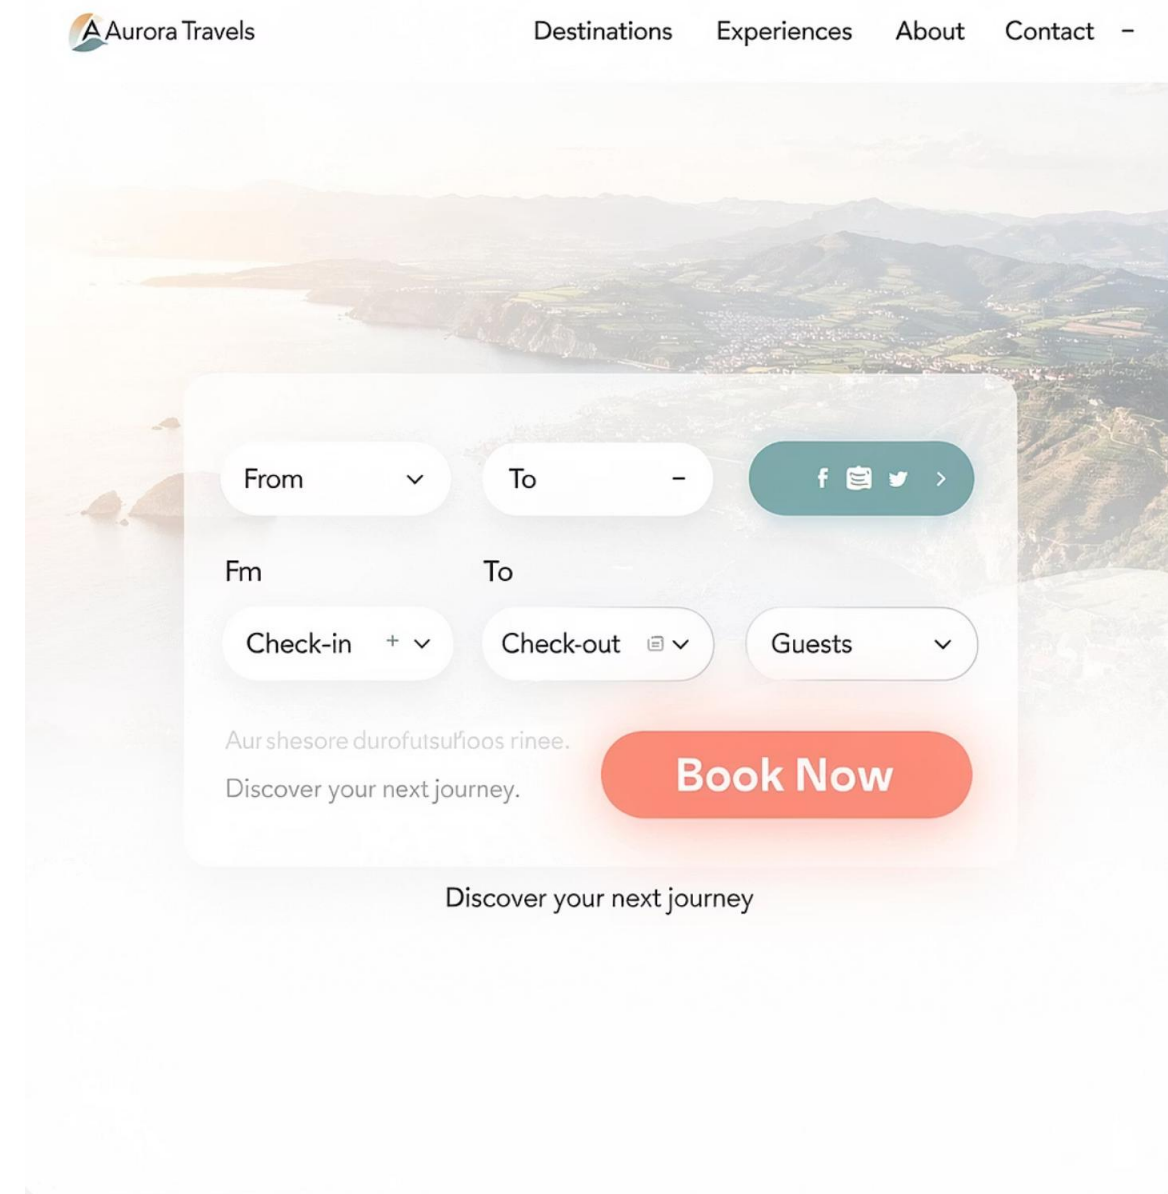 Aurora Travels Destinations Experiences About Contact
From To
Fm To
Check-in Check-out Guests
Book Now
Discover your next journey.
Discover your next journey